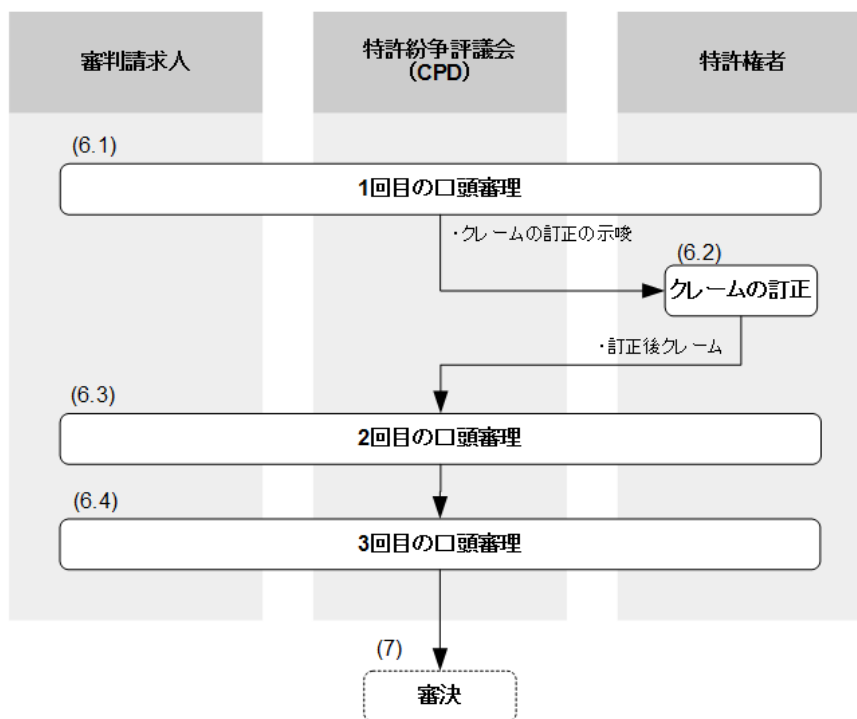 審判請求人
特許紛争評議会
(CPD)
特許権者
(6.1)
1回目の口頭審理
・クレームの訂正の示唆
(6.2)
クレームの訂正
・訂正後クレーム
(6.3)
2回目の口頭審理
(6.4)
3回目の口頭審理
(7)
審決